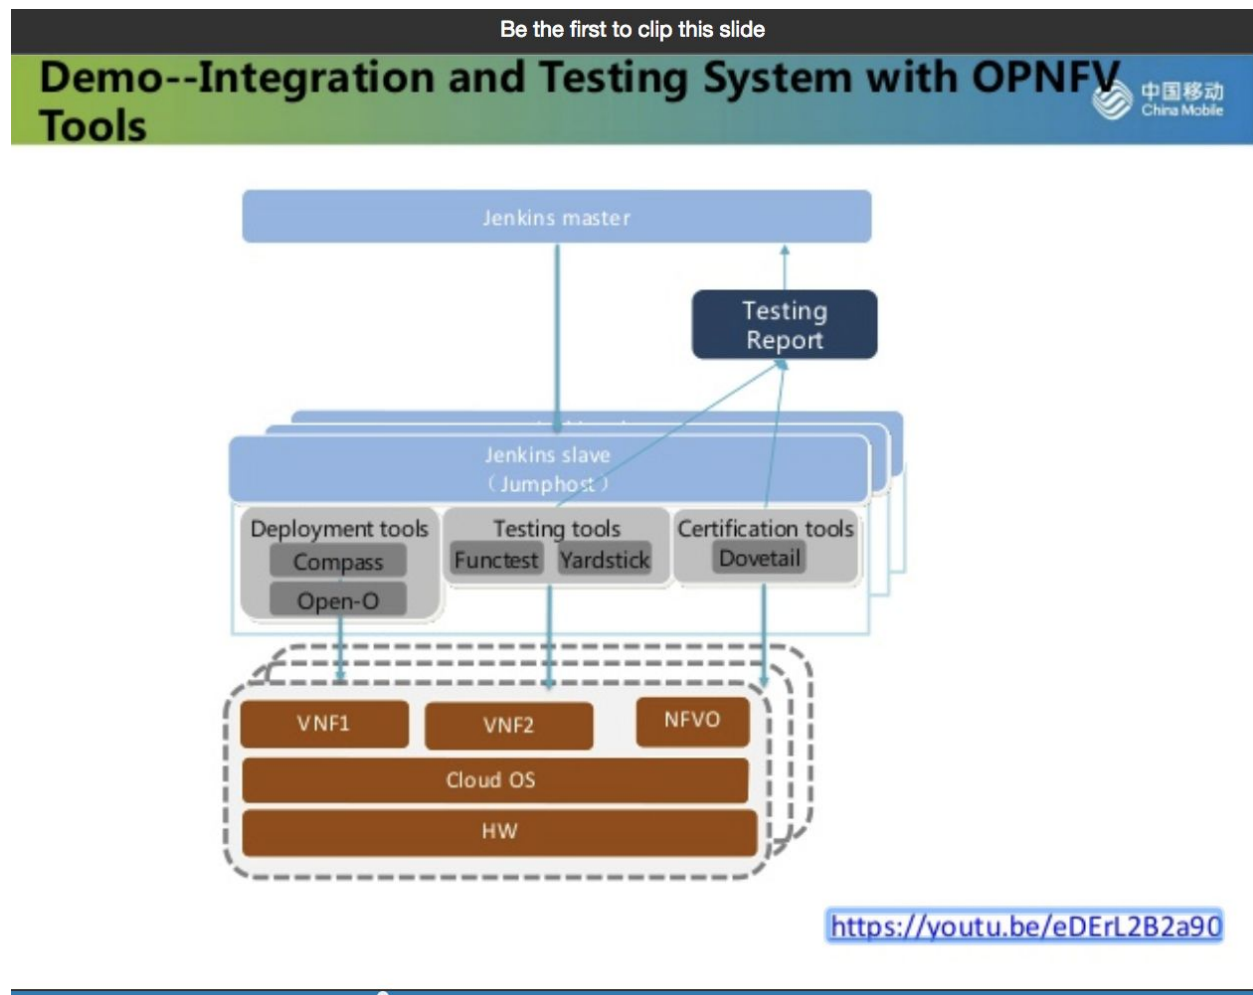 Be the first to clip this slide
Demo--Integration and Testing System with OPNFV
Tools
中国移动
China Mobile
Jenkins master
Testing
Report
Jenkins slave
（Jumphost）
Deployment tools
Compass
Open-O
Testing tools
Functest
Yardstick
Certification tools
Dovetail
VNF1
VNF2
NFVO
Cloud OS
HW
https://youtu.be/eDErL2B2a90